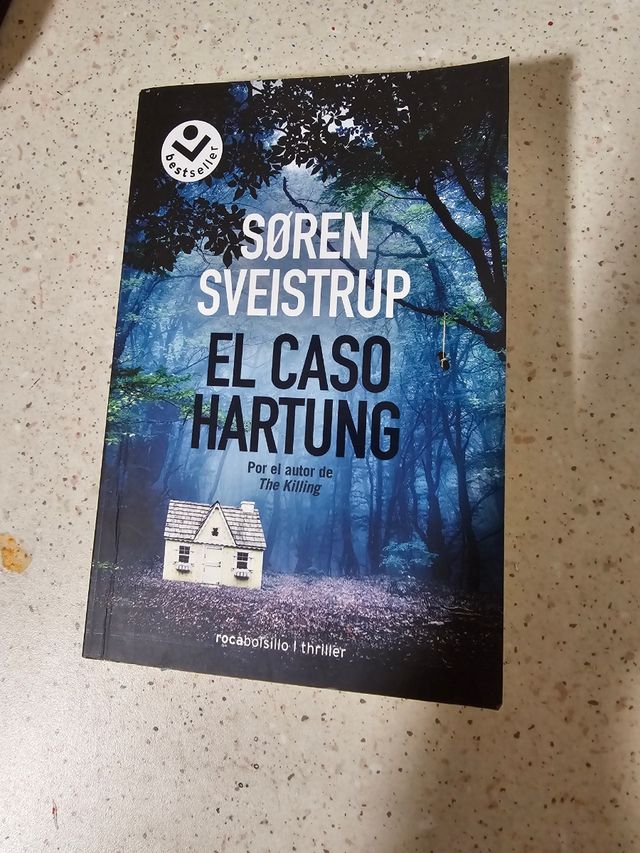 bestseller
SØREN
SVEISTRUP
EL CASO
HARTUNG
Por el autor de
The Killing
rocabolsillo | thriller